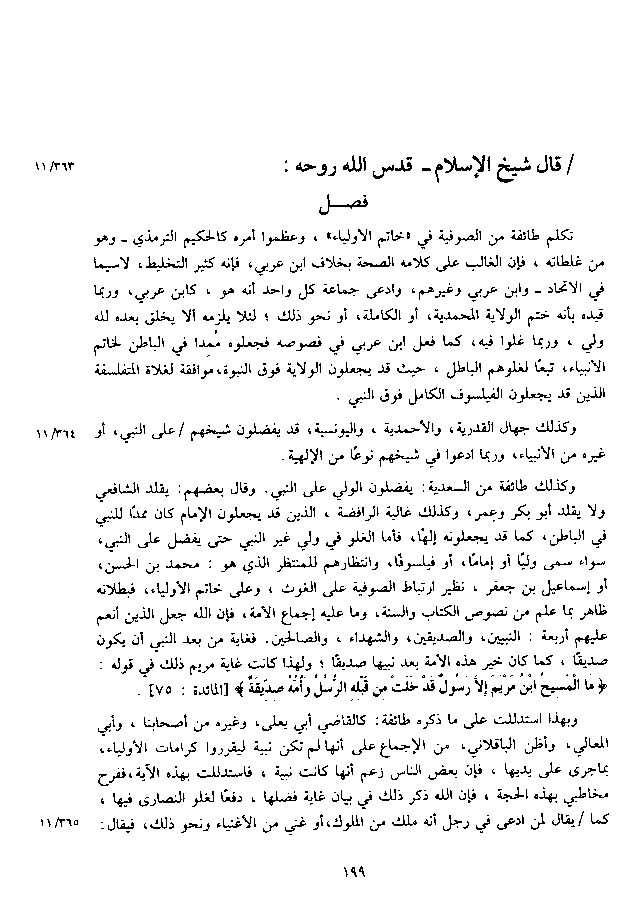 / قال شيخ الإسلام ـ قدس الله روحه : ١١/٣٦٣
فصــل
تكلم طائفة من الصوفية في «خاتم الأولياء» ، وعظموا أمره كالحكيم الترمذي ـ وهو
من غلطاته ، فإن الغالب على كلامه الصحة بخلاف ابن عربي، فإنه كثير التخليط، لاسيما
في الاتحاد ـ وابن عربي وغيرهم، وادعى جماعة كل واحد أنه هو ، كابن عربي، وربما
قيده بأنه ختم الولاية المحمدية، أو الكاملة، أو نحو ذلك ؛ لئلا يلزمه ألا يخلق بعده لله
ولي ، وربما غلوا فيه، كما فعل ابن عربي في فصوصه فجعلوه مُمِدا في الباطن لخاتم
الأنبياء، تبعًا لغلوهم الباطل ، حيث قد يجعلون الولاية فوق النبوة، موافقة لغلاة المتفلسفة
الذين قد يجعلون الفيلسوف الكامل فوق النبي .
وكذلك جهال القدرية، والأحمدية ، واليونسية، قد يفضلون شيخهم /على النبي، أو ١١/٣٦٤
غيره من الأنبياء، وربما ادعوا في شيخهم نوعًا من الإلهية.
وكذلك طائفة من السعدية: يفضلون الولي على النبي. وقال بعضهم: يقلد الشافعي
ولا يقلد أبو بكر وعمر، وكذلك غالية الرافضة ، الذين قد يجعلون الإمام كان ممدًا للنبي
في الباطن، كما قد يجعلونه إلهًا، فأما الغلو في ولي غير النبي حتى يفضل على النبي،
سواء سمى وليًا أو إمامًا، أو فيلسوفًا، وانتظارهم للمنتظر الذي هو : محمد بن الحسن،
أو إسماعيل بن جعفر ، نظير ارتباط الصوفية على الغوث ، وعلى خاتم الأولياء، فبطلانه
ظاهر بما علم من نصوص الكتاب والسنة، وما عليه إجماع الأمة، فإن الله جعل الذين أنعم
عليهم أربعة : النبيين، والصديقين، والشهداء ، والصالحين. فغاية من بعد النبي أن يكون
صديقًا ، كما كان خير هذه الأمة بعد نبيها صديقًا ؛ ولهذا كانت غاية مريم ذلك في قوله :
﴿ مَا الْمَسِيحُ ابْنُ مَرْيَمَ إِلاَّ رَسُولٌ قَدْ خَلَتْ مِن قَبْلِهِ الرُّسُلُ وَأُمُّهُ صِدِّيقَةٌ ﴾ [المائدة : ٧٥] .
وبهذا استدللت على ما ذكره طائفة: كالقاضي أبي يعلى، وغيره من أصحابنا ، وأبي
المعالي، وأظن الباقلاني، من الإجماع على أنها لم تكن نبية ليقرروا كرامات الأولياء،
بماجرى على يديها ، فإن بعض الناس زعم أنها كانت نبية ، فاستدللت بهذه الآية، ففرح
مخاطبي بهذه الحجة ، فإن الله ذكر ذلك في بيان غاية فضلها ، دفعًا لغلو النصارى فيها ،
كما / يقال لمن ادعى في رجل أنه ملك من الملوك،أو غني من الأغنياء ونحو ذلك، فيقال: ١١/٣٦٥
١٩٩